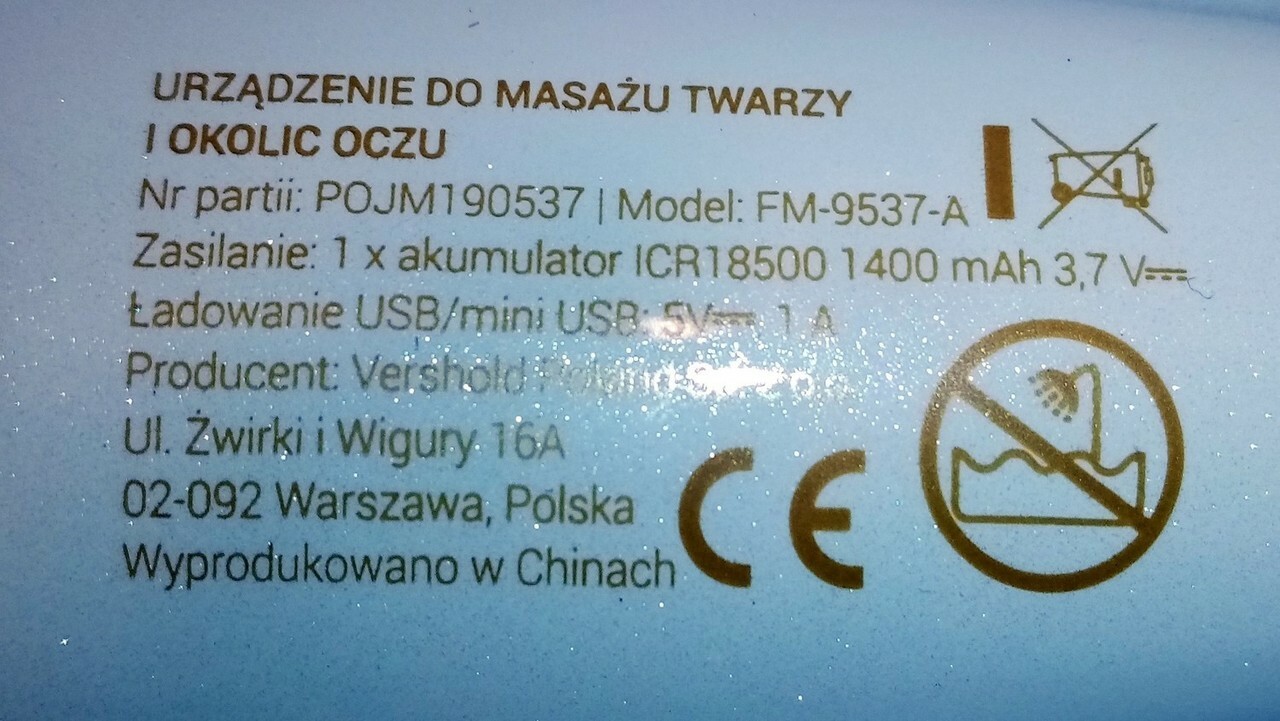 URZĄDZENIE DO MASAŻU TWARZY
I OKOLIC OCZU
Nr partii: POJM190537 | Model: FM-9537-A
Zasilanie: 1 x akumulator ICR18500 1400 mAh 3,7 V⎓
Ładowanie USB/mini USB: 5V⎓ 1 A
Producent: Vershold Poland
Ul. Żwirki i Wigury 16A
02-092 Warszawa, Polska
Wyprodukowano w Chinach
CE